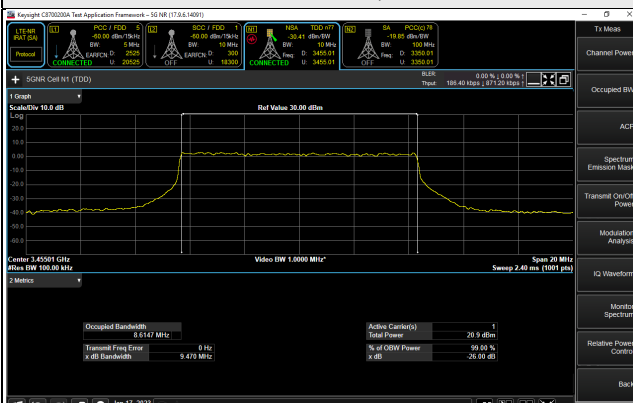 Keysight C8700200A Test Application Framework – 5G NR (17.9.6.14091)
LTE-NR
IRAT (SA)
Protocol
L1 PCC / FDD 5
-60.00 dBm/15kHz
BW: 5 MHz
EARFCN: D: 2525
CONNECTED U: 20525
L2 SCC / FDD 1
-60.00 dBm/15kHz
BW: 10 MHz
EARFCN: D: 300
OFF U: 18300
N1 NSA TDD n77
-30.41 dBm/BW
BW: 10 MHz
Freq. D: 3455.01
CONNECTED U: 3455.01
N2 SA PCC(c) 78
-19.85 dBm/BW
BW: 100 MHz
Freq. D: 3350.01
OFF U: 3350.01
+ 5GNR Cell N1 (TDD)
BLER: 0.00 % ↓ 0.00 % ↑
Thput: 186.40 kbps ↓ 871.20 kbps ↑
1 Graph
Scale/Div 10.0 dB
Ref Value 30.00 dBm
Log
20.0
10.0
0.00
-10.0
-20.0
-30.0
-40.0
-50.0
-60.0
Center 3.45501 GHz
Video BW 1.0000 MHz*
Span 20 MHz
#Res BW 100.00 kHz
Sweep 2.40 ms (1001 pts)
2 Metrics
Occupied Bandwidth
8.6147 MHz
Transmit Freq Error 0 Hz
x dB Bandwidth 9.470 MHz
Active Carrier(s) 1
Total Power 20.9 dBm
% of OBW Power 99.00 %
x dB -26.00 dB
Tx Meas
Channel Power
Occupied BW
ACP
Spectrum
Emission Mask
Transmit On/Off
Power
Modulation
Analysis
IQ Waveform
Monitor
Spectrum
Relative Power
Control
Back
Jan 17, 2023